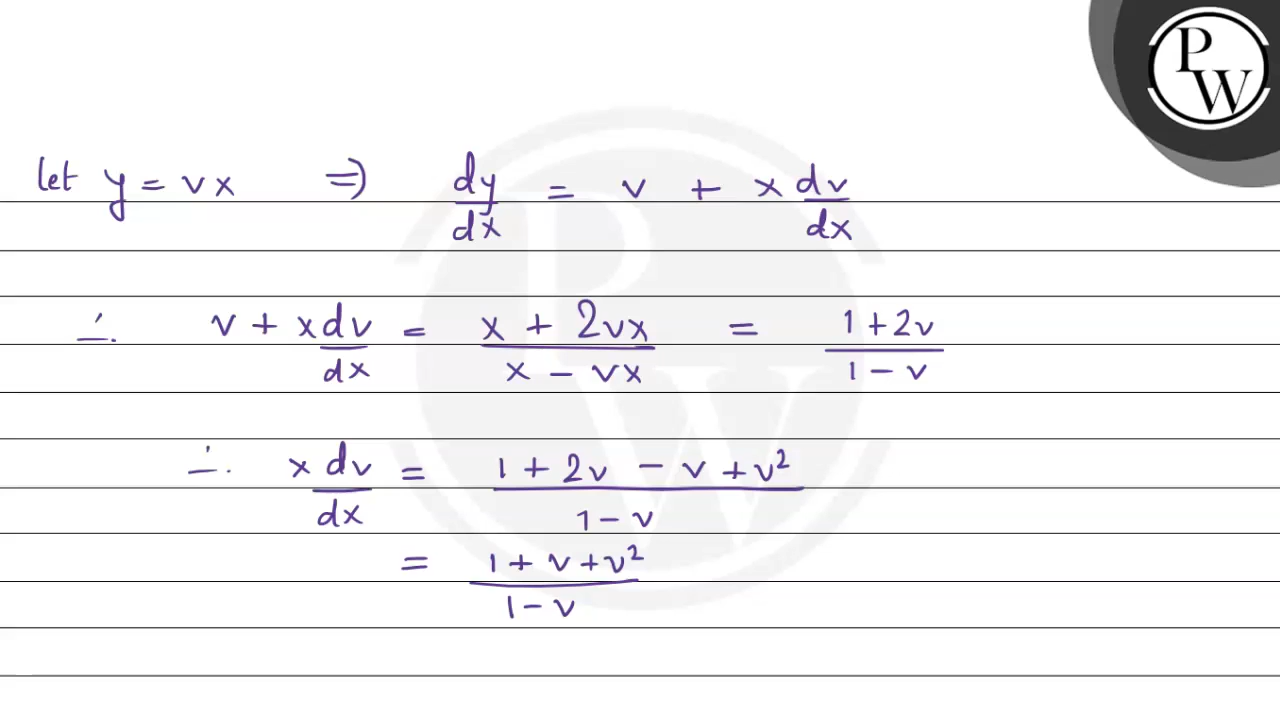 PW
let y = vx ⇒ dy/dx = v + x dv/dx
∴ v + x dv/dx = (x + 2vx)/(x - vx) = (1 + 2v)/(1 - v)
∴ x dv/dx = (1 + 2v - v + v²)/(1 - v)
= (1 + v + v²)/(1 - v)